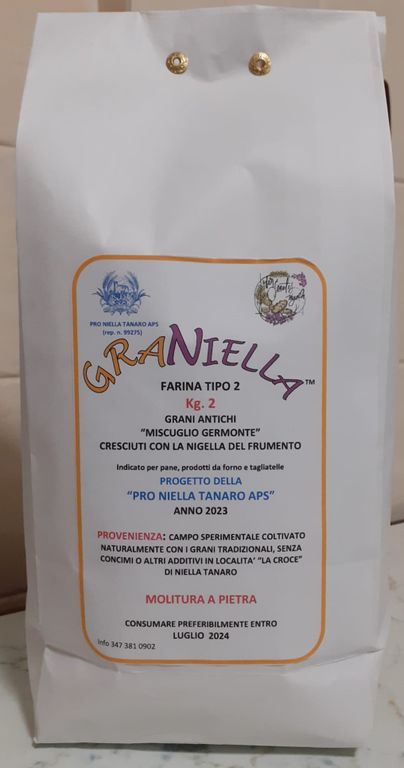 PRO NIELLA TANARO APS
(rep. n. 99275)
GRANIELLA™
FARINA TIPO 2
Kg. 2
GRANI ANTICHI
"MISCUGLIO GERMONTE"
CRESCIUTI CON LA NIGELLA DEL FRUMENTO
Indicato per pane, prodotti da forno e tagliatelle
PROGETTO DELLA
"PRO NIELLA TANARO APS"
ANNO 2023
PROVENIENZA: CAMPO SPERIMENTALE COLTIVATO
NATURALMENTE CON I GRANI TRADIZIONALI, SENZA
CONCIMI O ALTRI ADDITIVI IN LOCALITA' "LA CROCE"
DI NIELLA TANARO
MOLITURA A PIETRA
CONSUMARE PREFERIBILMENTE ENTRO
LUGLIO 2024
Info 347 381 0902